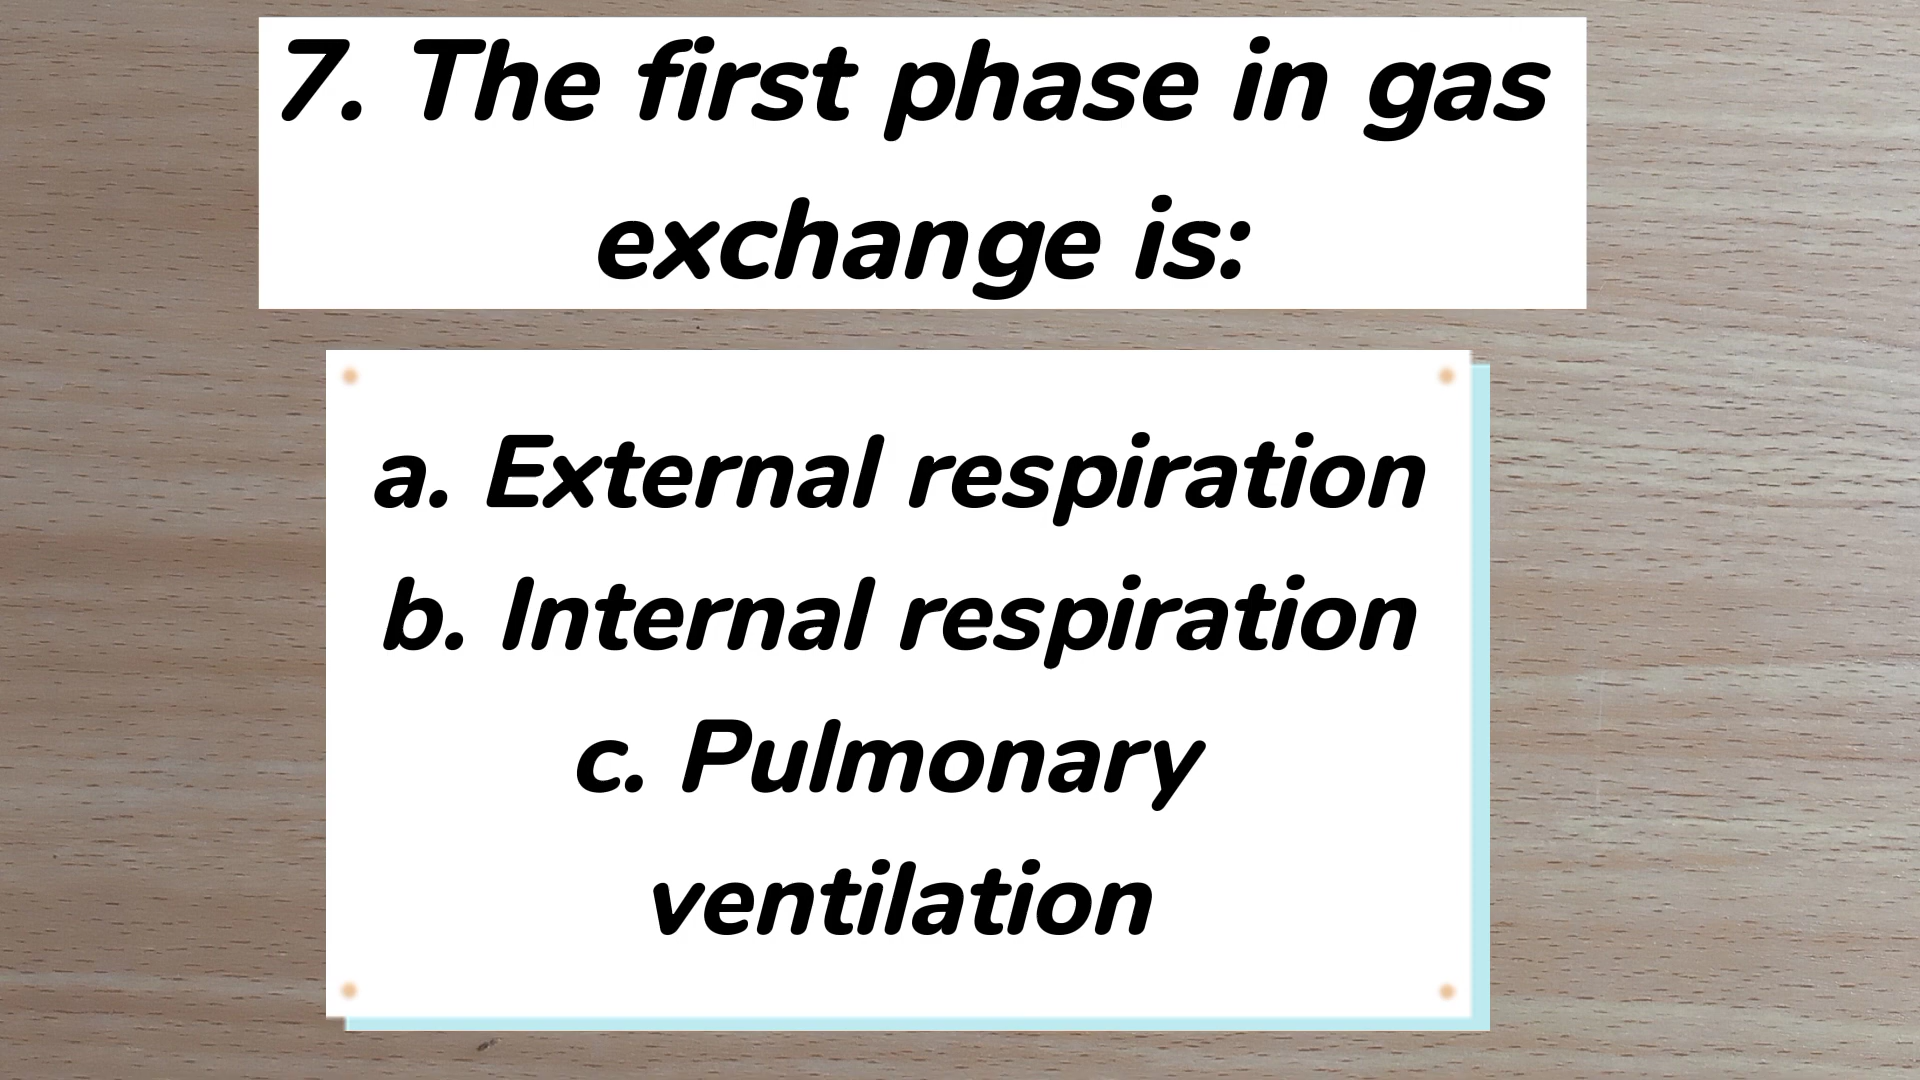 7. The first phase in gas
exchange is:
a. External respiration
b. Internal respiration
c. Pulmonary
ventilation